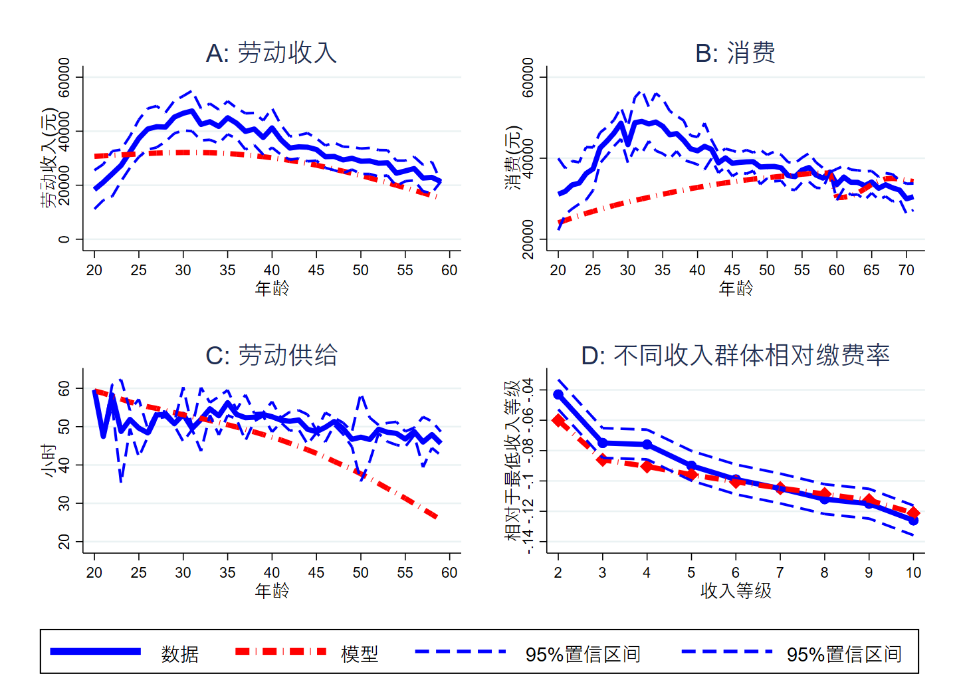 A: 劳动收入
劳动收入(元)
60000
40000
20000
0
20 25 30 35 40 45 50 55 60
年龄
B: 消费
消费(元)
60000
40000
20000
20 25 30 35 40 45 50 55 60 65 70
年龄
C: 劳动供给
小时
60
50
40
30
20
20 25 30 35 40 45 50 55 60
年龄
D: 不同收入群体相对缴费率
相对于最低收入等级
-.04
-.06
-.08
-.1
-.12
-.14
2 3 4 5 6 7 8 9 10
收入等级
数据 模型 95%置信区间 95%置信区间